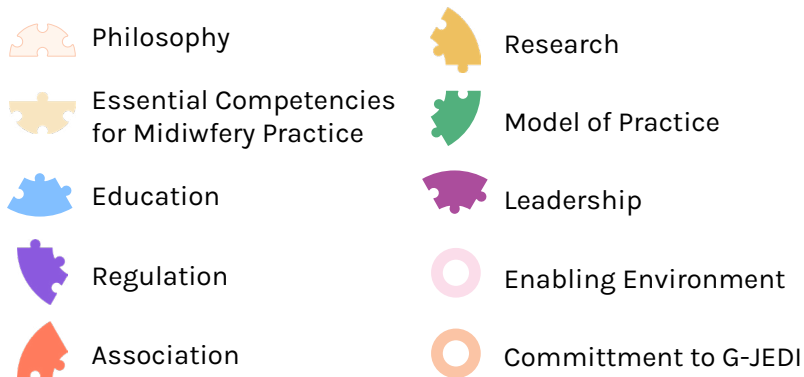 Philosophy
Essential Competencies
for Midiwfery Practice
Education
Regulation
Association
Research
Model of Practice
Leadership
Enabling Environment
Committment to G-JEDI